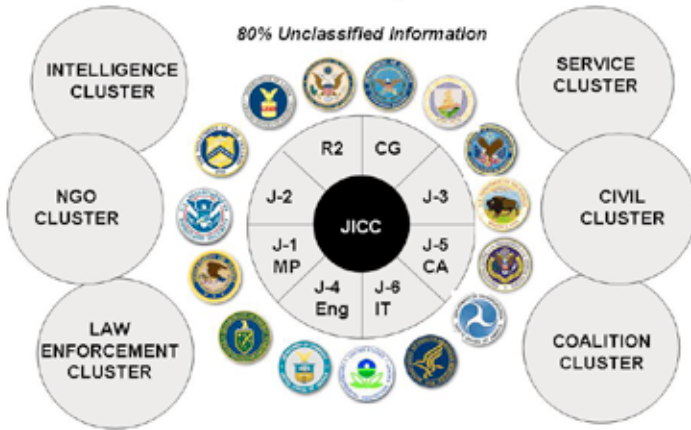 80% Unclassified Information
INTELLIGENCE
CLUSTER
SERVICE
CLUSTER
NGO
CLUSTER
CIVIL
CLUSTER
LAW
ENFORCEMENT
CLUSTER
COALITION
CLUSTER
R2
CG
J-2
J-3
JICC
J-1
MP
J-5
CA
J-4
Eng
J-6
IT